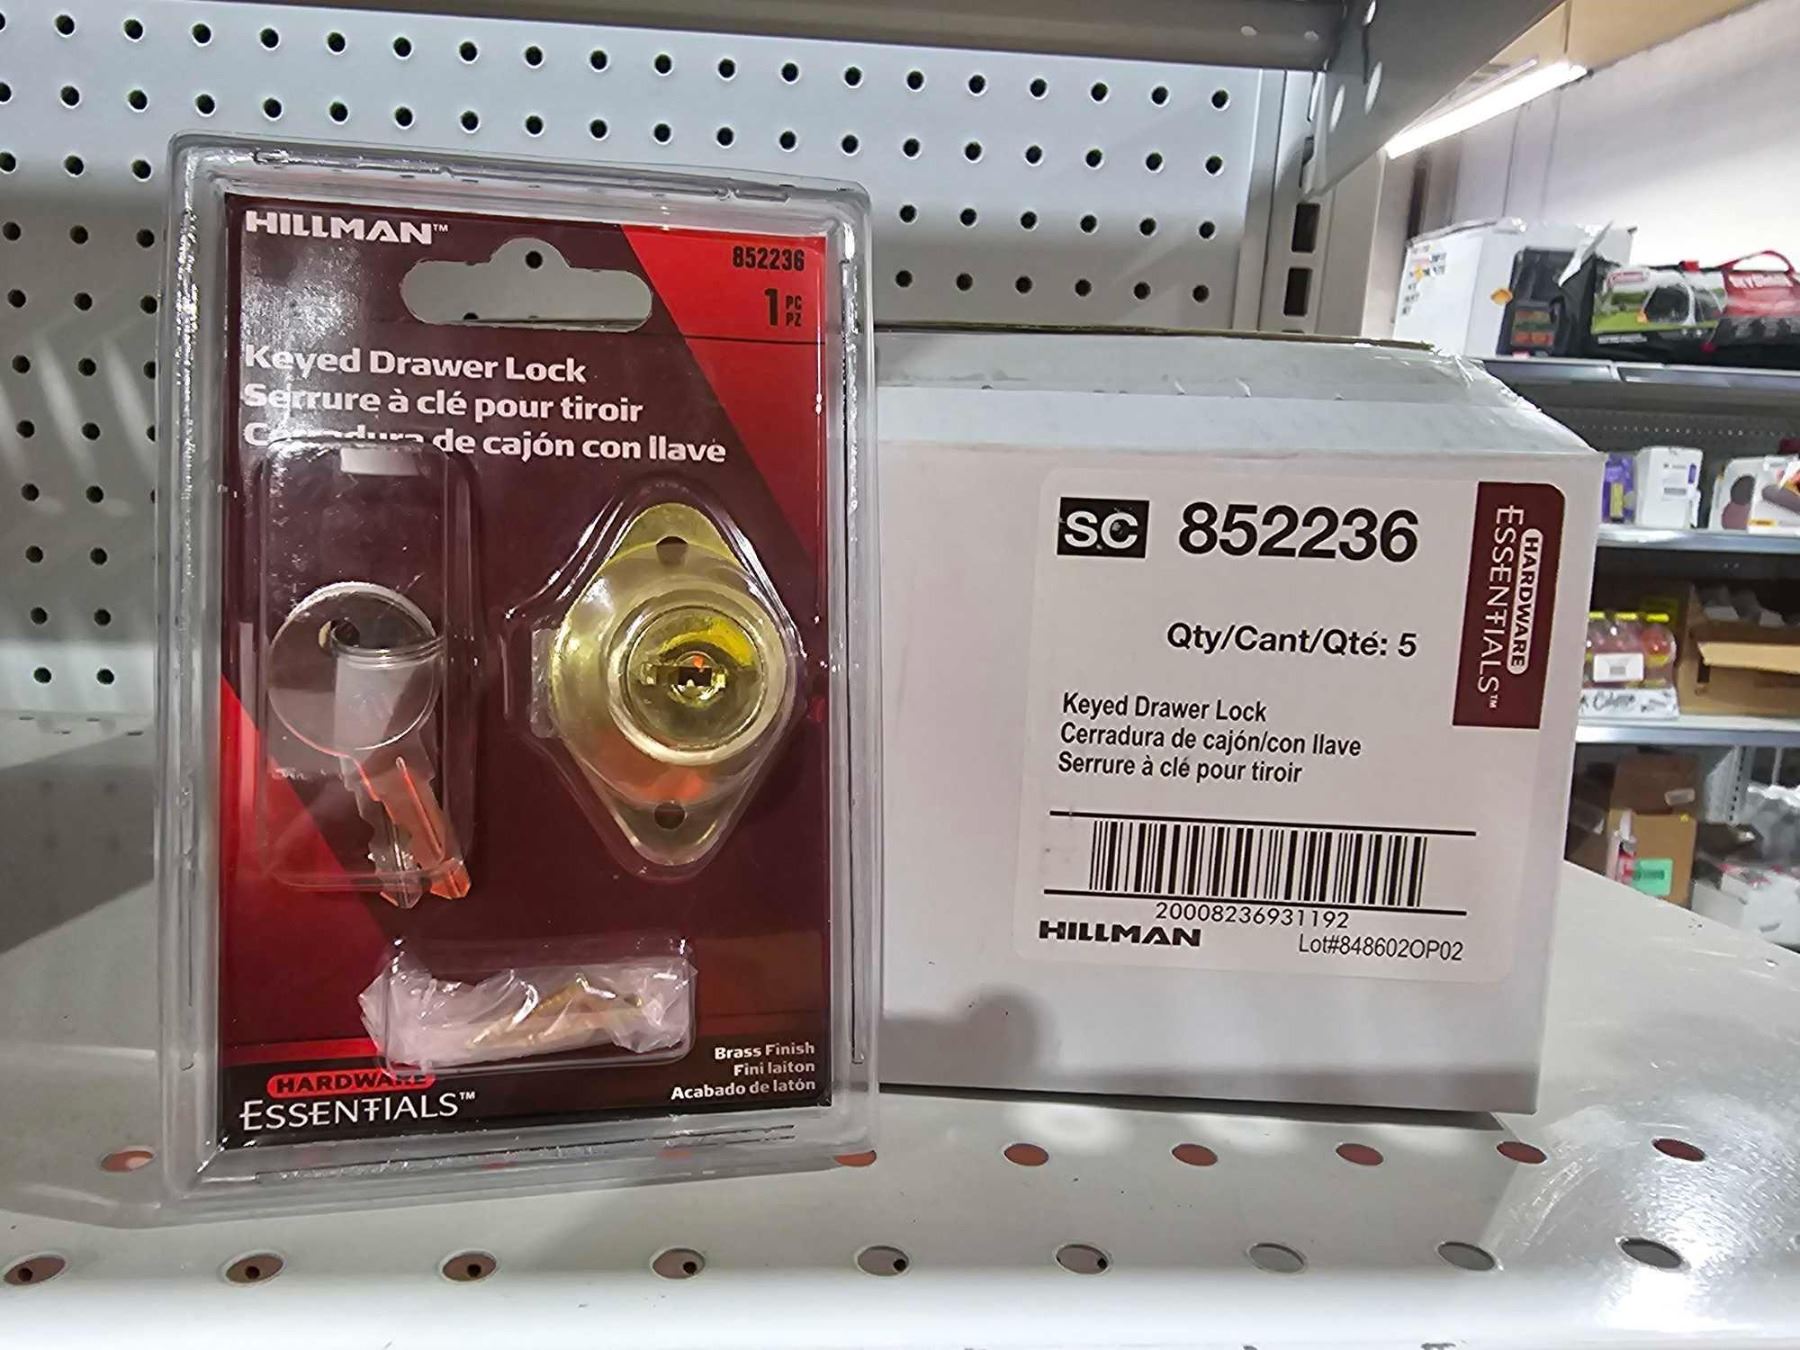 HILLMAN™
852236
1 PC
PZ
Keyed Drawer Lock
Serrure à clé pour tiroir
Cerradura de cajón con llave
Brass Finish
Fini laiton
Acabado de latón
HARDWARE
ESSENTIALS™
SC 852236
Qty/Cant/Qté: 5
Keyed Drawer Lock
Cerradura de cajón/con llave
Serrure à clé pour tiroir
20008236931192
HILLMAN
Lot#848602OP02
HARDWARE
ESSENTIALS™